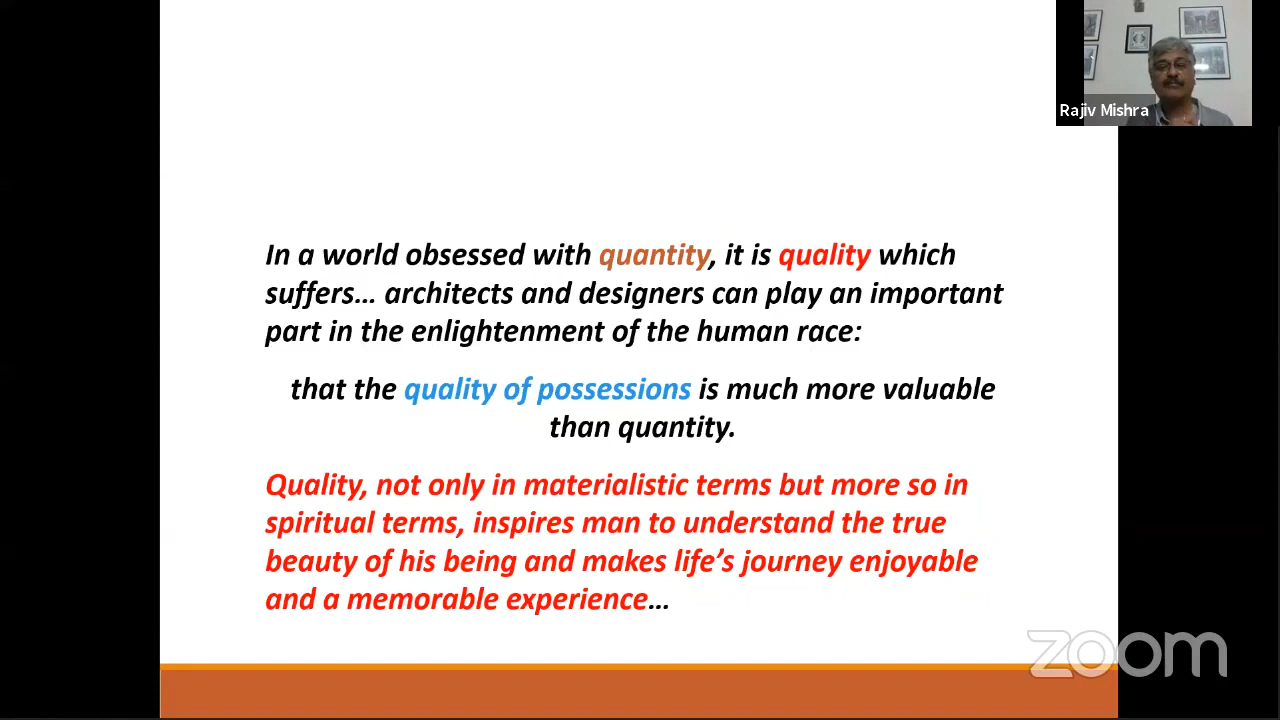 Rajiv Mishra
In a world obsessed with quantity, it is quality which
suffers... architects and designers can play an important
part in the enlightenment of the human race:
that the quality of possessions is much more valuable
than quantity.
Quality, not only in materialistic terms but more so in
spiritual terms, inspires man to understand the true
beauty of his being and makes life’s journey enjoyable
and a memorable experience...
zoom